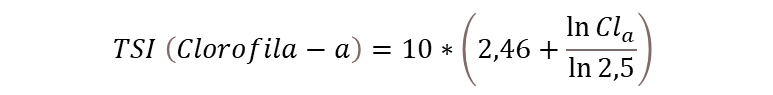 TSI (Clorofila − a) = 10 * (2,46 + ln Cl_a / ln 2,5)